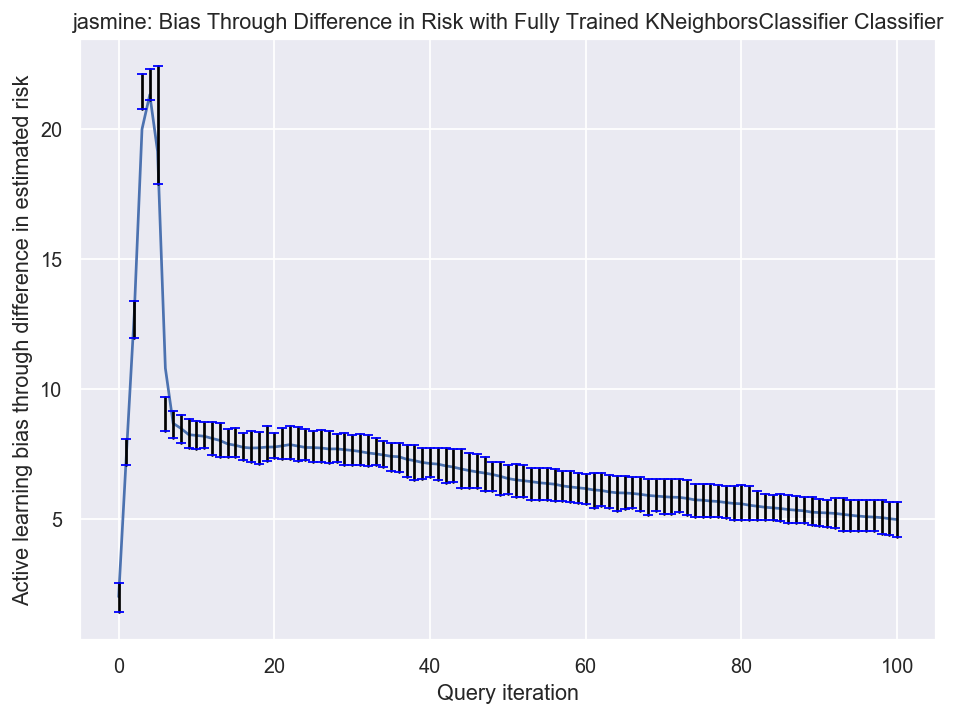 jasmine: Bias Through Difference in Risk with Fully Trained KNeighborsClassifier Classifier
Active learning bias through difference in estimated risk
20
15
10
5
0 20 40 60 80 100
Query iteration